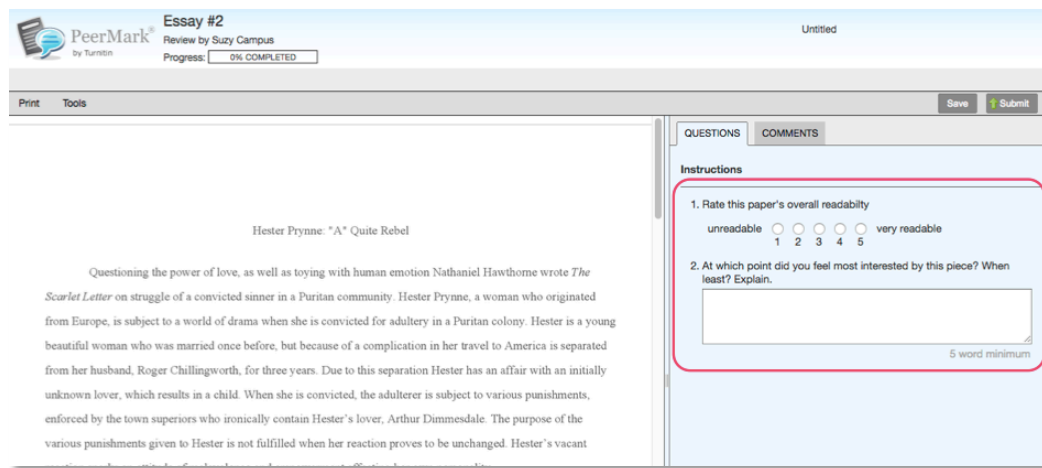 PeerMark®
by Turnitin
Essay #2
Review by Suzy Campus
Progress: 0% COMPLETED
Untitled
Print Tools
Save Submit
QUESTIONS COMMENTS
Instructions
1. Rate this paper's overall readabilty
unreadable very readable
1 2 3 4 5
2. At which point did you feel most interested by this piece? When
least? Explain.
5 word minimum
Hester Prynne: "A" Quite Rebel
Questioning the power of love, as well as toying with human emotion Nathaniel Hawthorne wrote The
Scarlet Letter on struggle of a convicted sinner in a Puritan community. Hester Prynne, a woman who originated
from Europe, is subject to a world of drama when she is convicted for adultery in a Puritan colony. Hester is a young
beautiful woman who was married once before, but because of a complication in her travel to America is separated
from her husband, Roger Chillingworth, for three years. Due to this separation Hester has an affair with an initially
unknown lover, which results in a child. When she is convicted, the adulterer is subject to various punishments,
enforced by the town superiors who ironically contain Hester's lover, Arthur Dimmesdale. The purpose of the
various punishments given to Hester is not fulfilled when her reaction proves to be unchanged. Hester's vacant